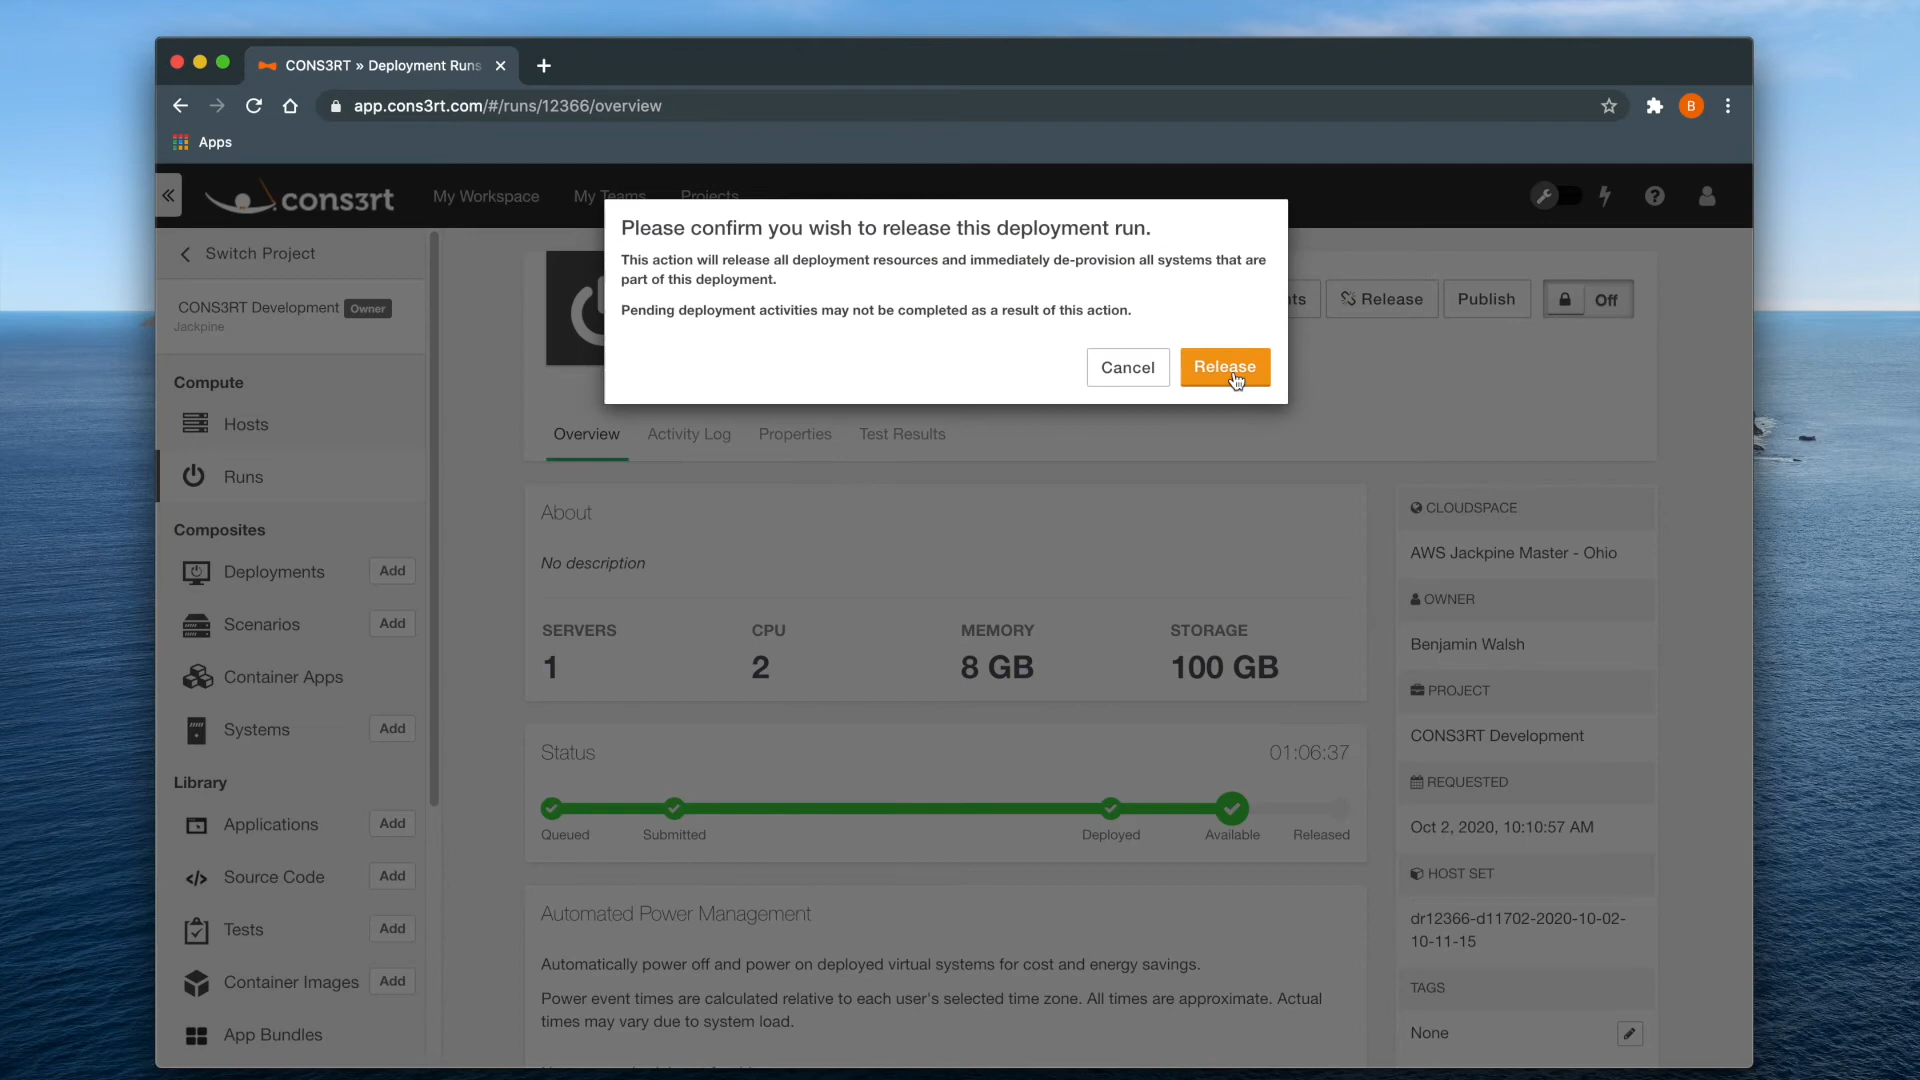 CONS3RT » Deployment Runs
app.cons3rt.com/#/runs/12366/overview
B
Apps
cons3rt
My Workspace
My Teams
Projects
Please confirm you wish to release this deployment run.
This action will release all deployment resources and immediately de-provision all systems that are
part of this deployment.
Pending deployment activities may not be completed as a result of this action.
Cancel
Release
Switch Project
CONS3RT Development Owner
Jackpine
Release
Publish
Off
Compute
Hosts
Runs
Composites
Deployments Add
Scenarios Add
Container Apps
Systems Add
Library
Applications Add
Source Code Add
Tests Add
Container Images Add
App Bundles
Overview
Activity Log
Properties
Test Results
About
No description
SERVERS CPU MEMORY STORAGE
1 2 8 GB 100 GB
Status 01:06:37
Queued Submitted Deployed Available Released
Automated Power Management
Automatically power off and power on deployed virtual systems for cost and energy savings.
Power event times are calculated relative to each user's selected time zone. All times are approximate. Actual
times may vary due to system load.
CLOUDSPACE
AWS Jackpine Master - Ohio
OWNER
Benjamin Walsh
PROJECT
CONS3RT Development
REQUESTED
Oct 2, 2020, 10:10:57 AM
HOST SET
dr12366-d11702-2020-10-02-
10-11-15
TAGS
None